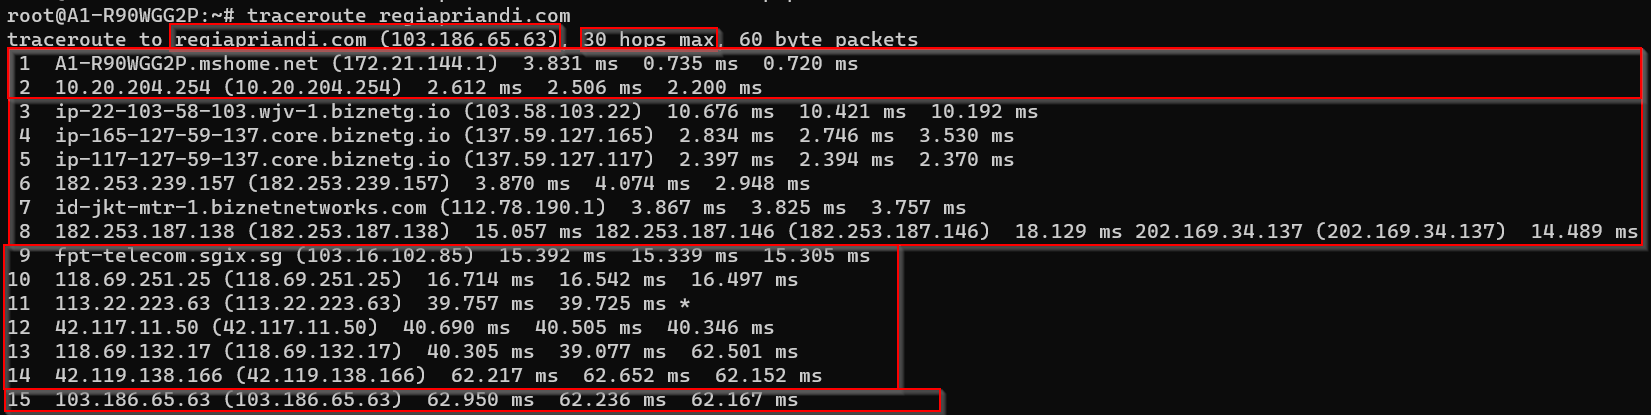 root@A1-R90WGG2P:~# traceroute regiapriandi.com
traceroute to regiapriandi.com (103.186.65.63), 30 hops max, 60 byte packets
1 A1-R90WGG2P.mshome.net (172.21.144.1) 3.831 ms 0.735 ms 0.720 ms
2 10.20.204.254 (10.20.204.254) 2.612 ms 2.506 ms 2.200 ms
3 ip-22-103-58-103.wjv-1.biznetg.io (103.58.103.22) 10.676 ms 10.421 ms 10.192 ms
4 ip-165-127-59-137.core.biznetg.io (137.59.127.165) 2.834 ms 2.746 ms 3.530 ms
5 ip-117-127-59-137.core.biznetg.io (137.59.127.117) 2.397 ms 2.394 ms 2.370 ms
6 182.253.239.157 (182.253.239.157) 3.870 ms 4.074 ms 2.948 ms
7 id-jkt-mtr-1.biznetnetworks.com (112.78.190.1) 3.867 ms 3.825 ms 3.757 ms
8 182.253.187.138 (182.253.187.138) 15.057 ms 182.253.187.146 (182.253.187.146) 18.129 ms 202.169.34.137 (202.169.34.137) 14.489 ms
9 fpt-telecom.sgix.sg (103.16.102.85) 15.392 ms 15.339 ms 15.305 ms
10 118.69.251.25 (118.69.251.25) 16.714 ms 16.542 ms 16.497 ms
11 113.22.223.63 (113.22.223.63) 39.757 ms 39.725 ms *
12 42.117.11.50 (42.117.11.50) 40.690 ms 40.505 ms 40.346 ms
13 118.69.132.17 (118.69.132.17) 40.305 ms 39.077 ms 62.501 ms
14 42.119.138.166 (42.119.138.166) 62.217 ms 62.652 ms 62.152 ms
15 103.186.65.63 (103.186.65.63) 62.950 ms 62.236 ms 62.167 ms